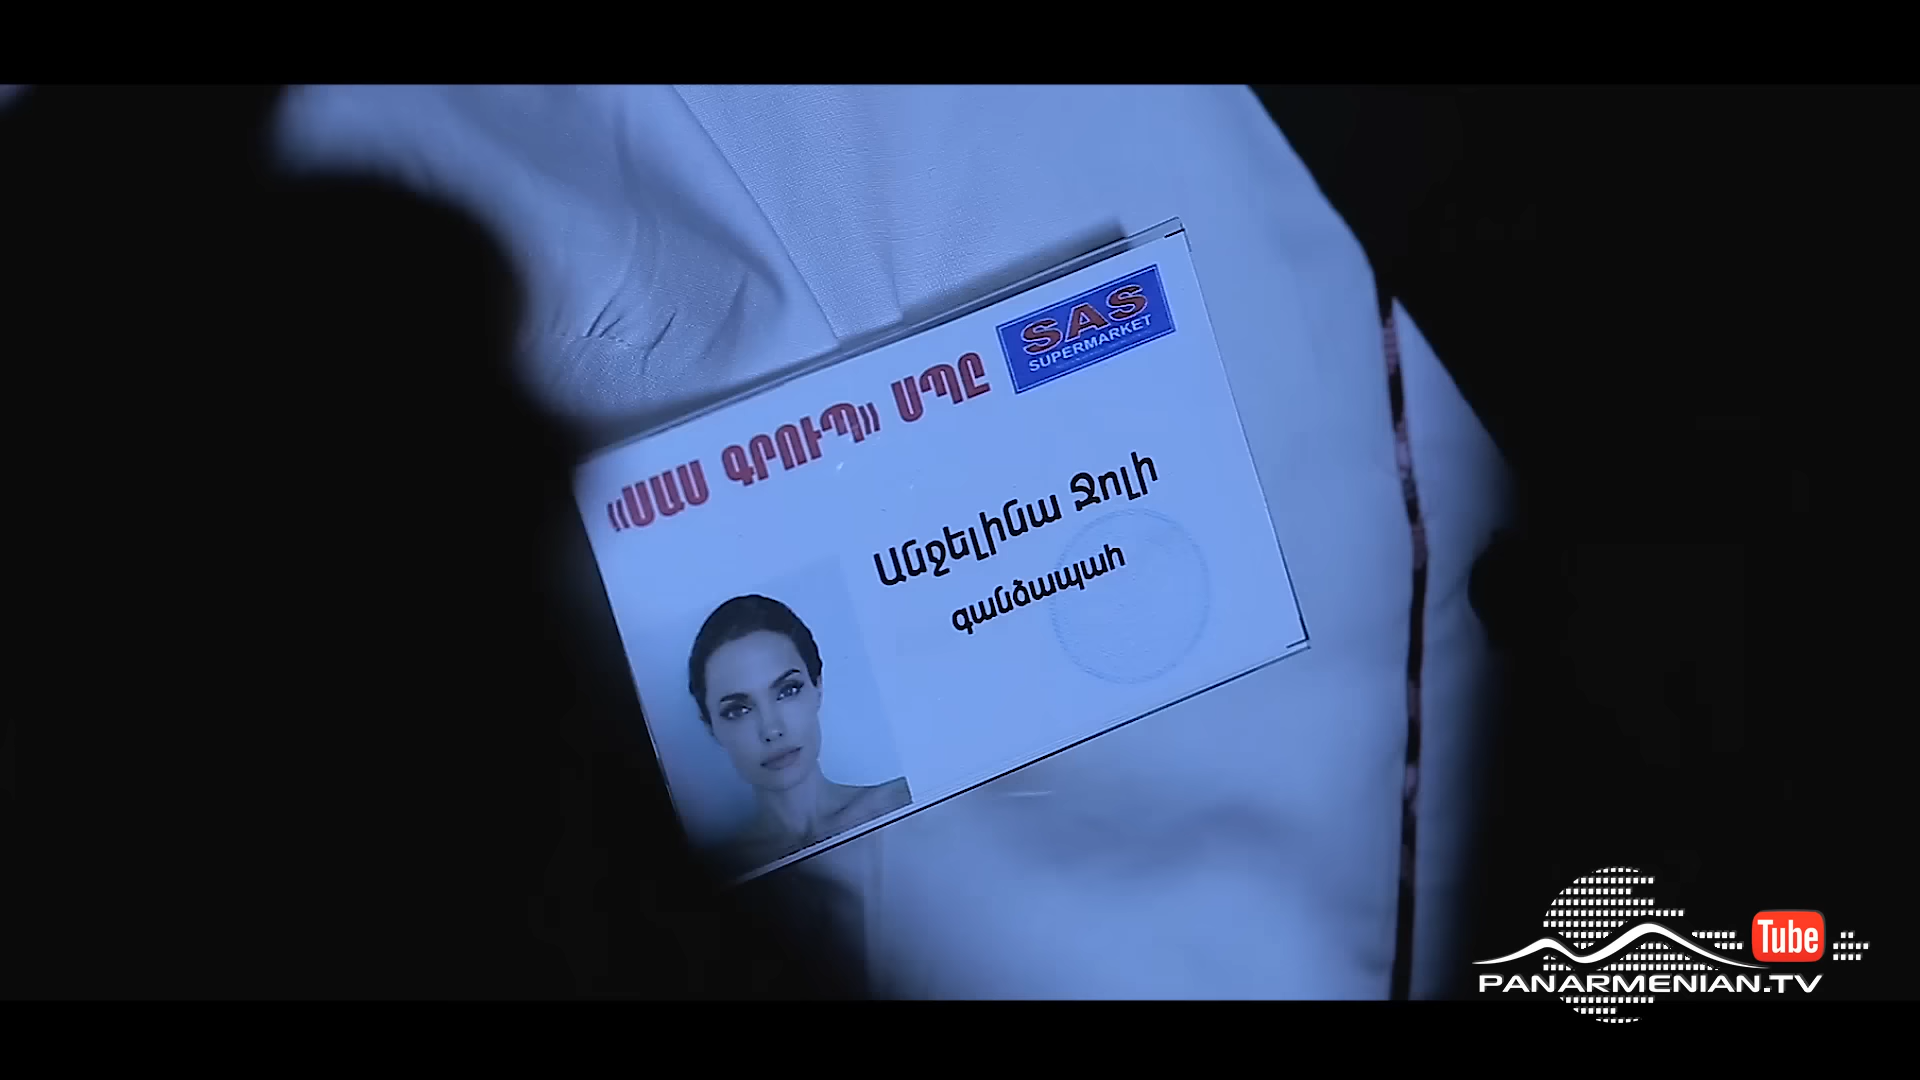 SAS
SUPERMARKET
«ՍԱՍ ԳՐՈՒՊ» ՍՊԸ
Անջելինա Ջոլի
գանձապահ
Tube
PANARMENIAN.TV